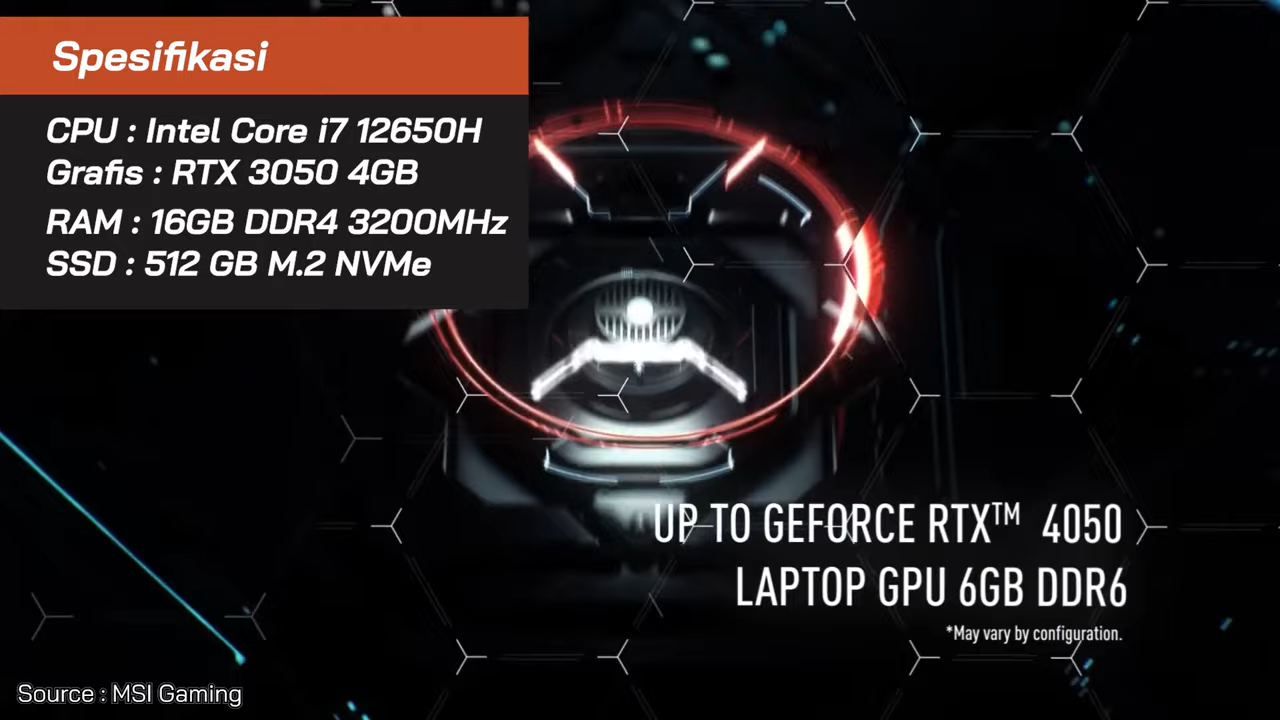 Spesifikasi
CPU : Intel Core i7 12650H
Grafis : RTX 3050 4GB
RAM : 16GB DDR4 3200MHz
SSD : 512 GB M.2 NVMe
UP TO GEFORCE RTX™ 4050
LAPTOP GPU 6GB DDR6
*May vary by configuration.
Source : MSI Gaming